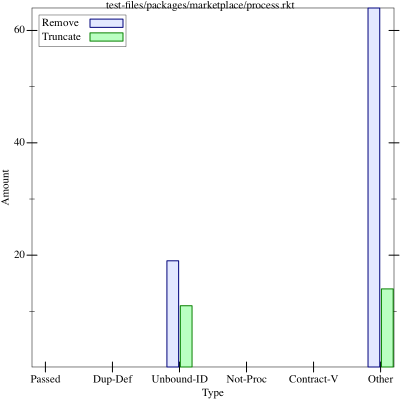 test-files/packages/marketplace/process.rkt
Remove
Truncate
60
40
20
Amount
Passed Dup-Def Unbound-ID Not-Proc Contract-V Other
Type